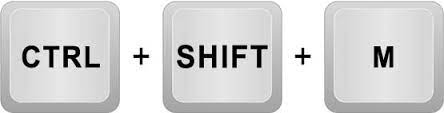 CTRL + SHIFT + M